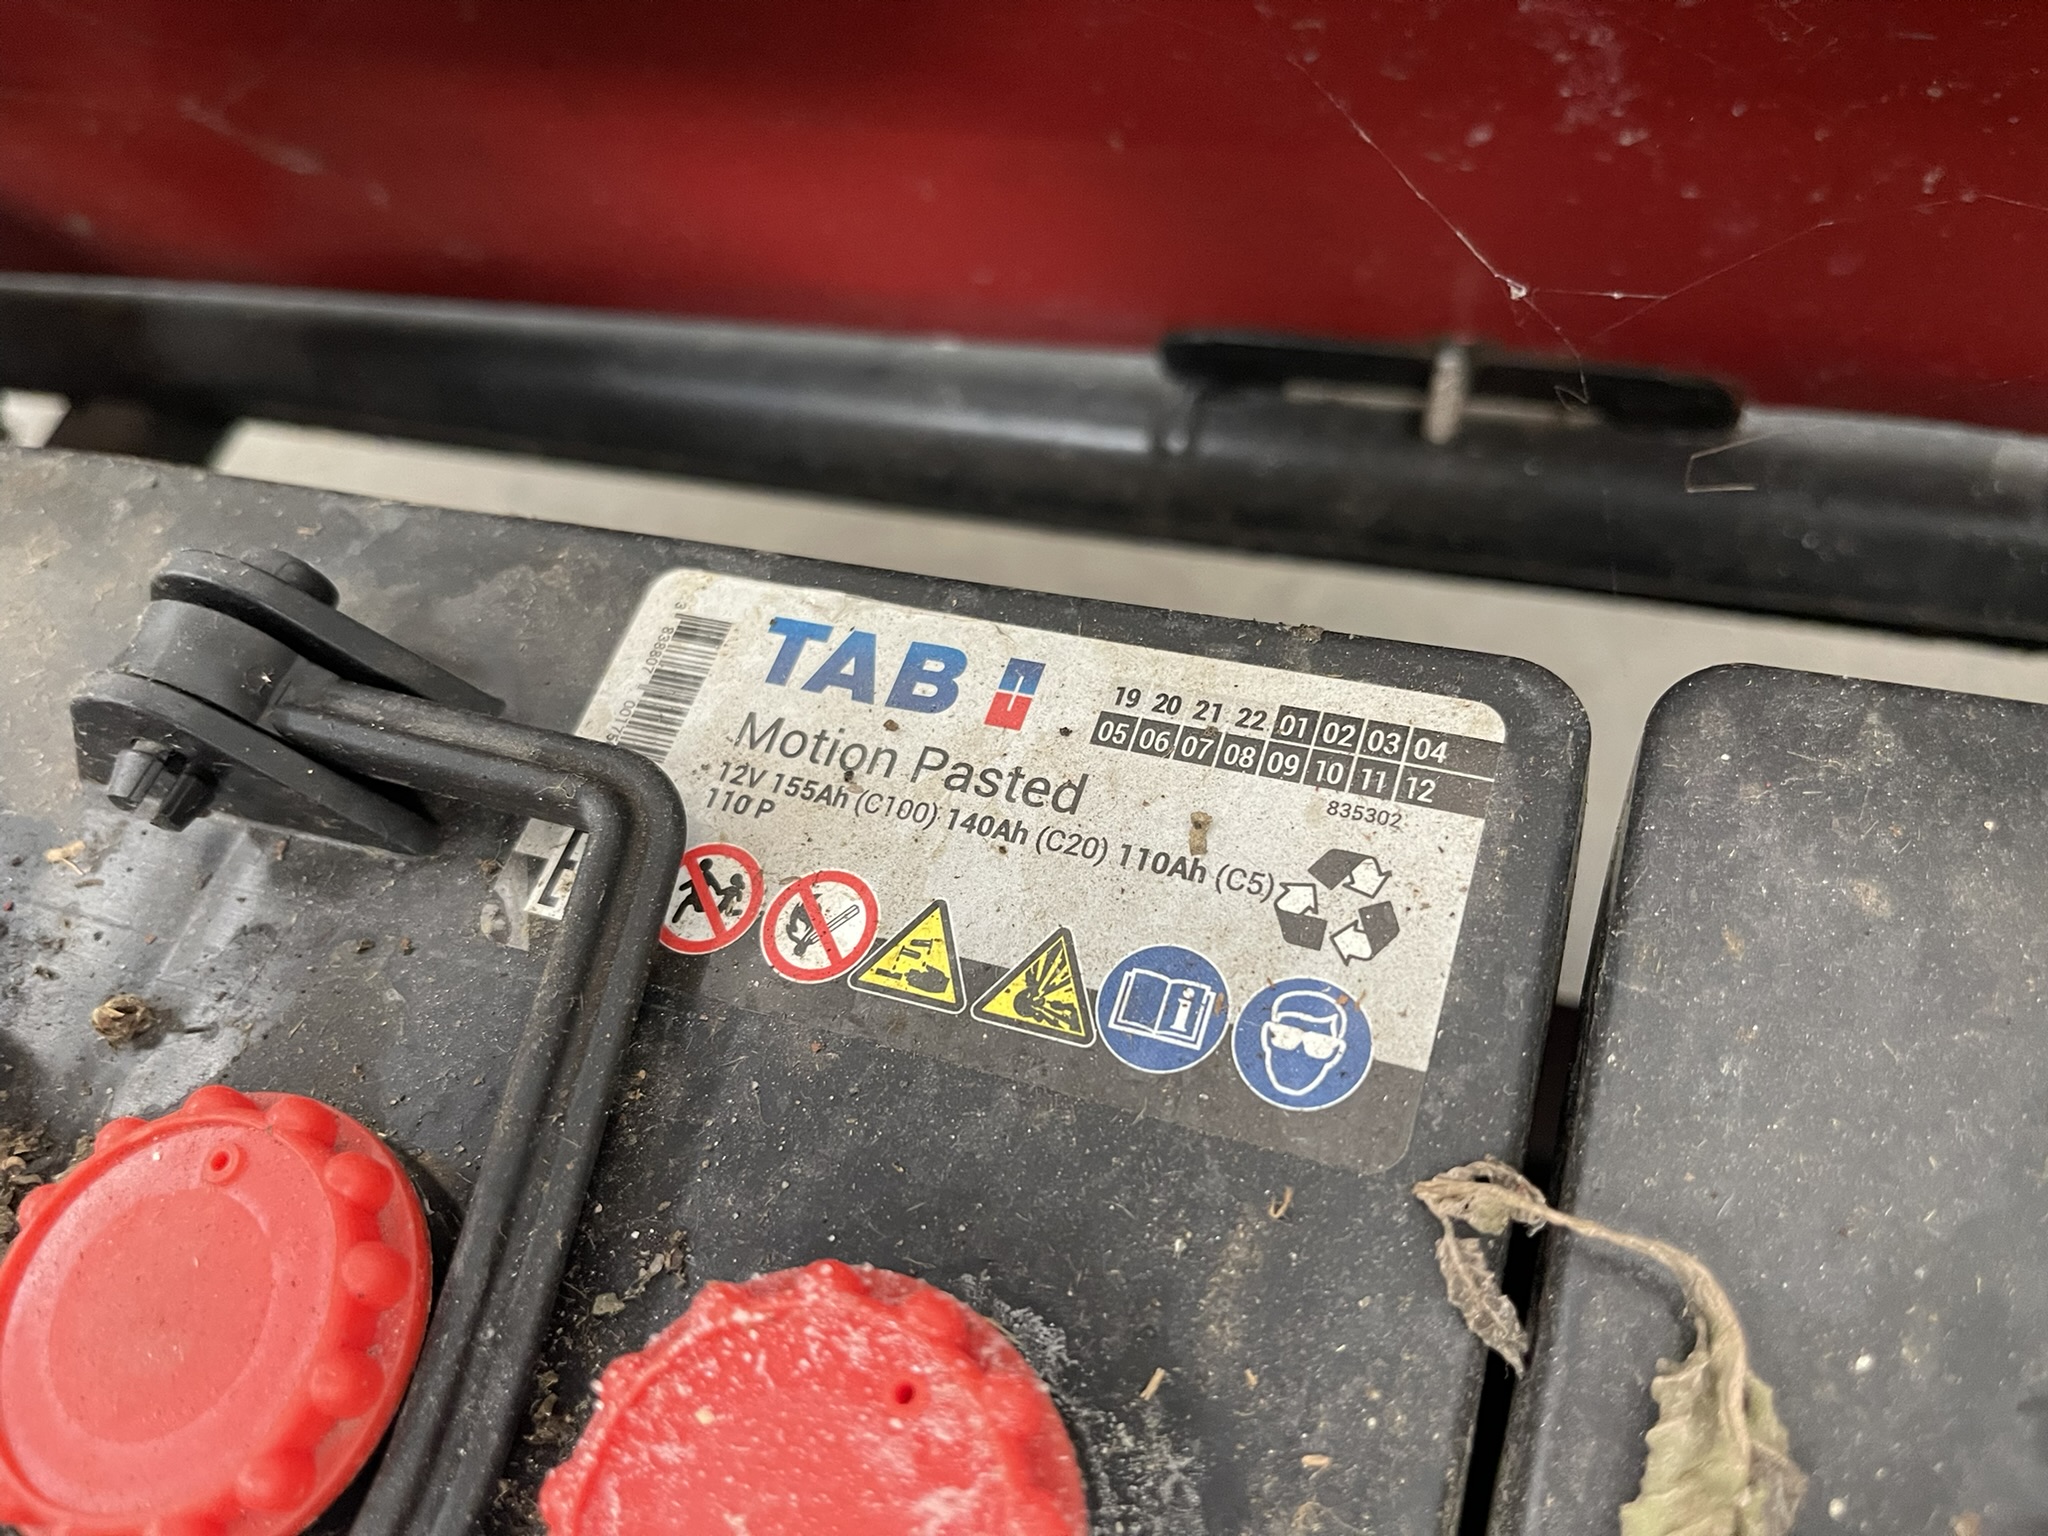 TAB
Motion Pasted
12V 155Ah (C100) 140Ah (C20) 110Ah (C5)
110 P
19 20 21 22 01 02 03 04
05 06 07 08 09 10 11 12
835302